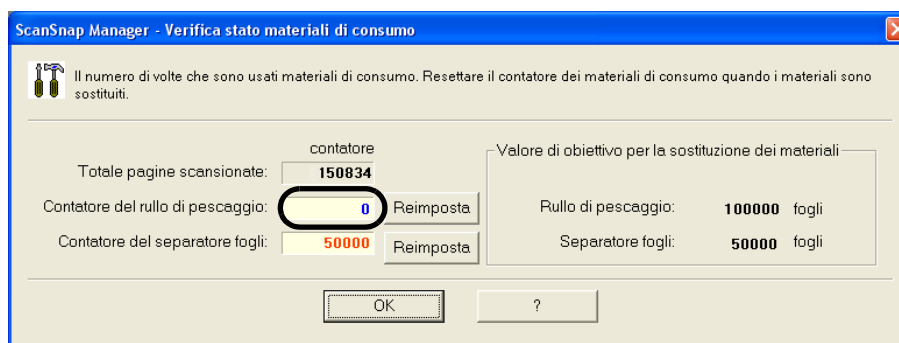 ScanSnap Manager - Verifica stato materiali di consumo
Il numero di volte che sono usati materiali di consumo. Resettare il contatore dei materiali di consumo quando i materiali sono
sostituiti.
contatore
Totale pagine scansionate: 150834
Contatore del rullo di pescaggio: 0 Reimposta
Contatore del separatore fogli: 50000 Reimposta
Valore di obiettivo per la sostituzione dei materiali
Rullo di pescaggio: 100000 fogli
Separatore fogli: 50000 fogli
OK ?